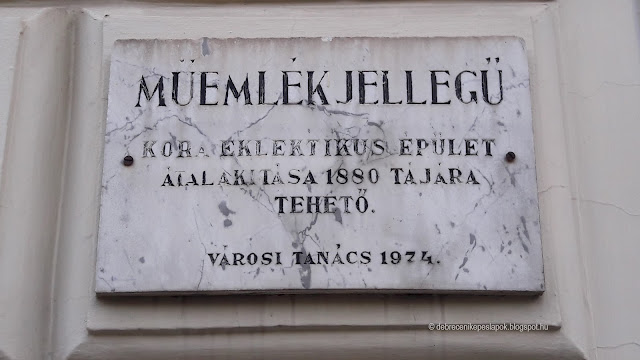 MŰEMLÉK JELLEGŰ
KORA EKLEKTIKUS ÉPÜLET
ÁTALAKÍTÁSA 1880 TÁJÁRA
TEHETŐ.
VÁROSI TANÁCS 1974.
© debrecenikepeslapok.blogspot.hu